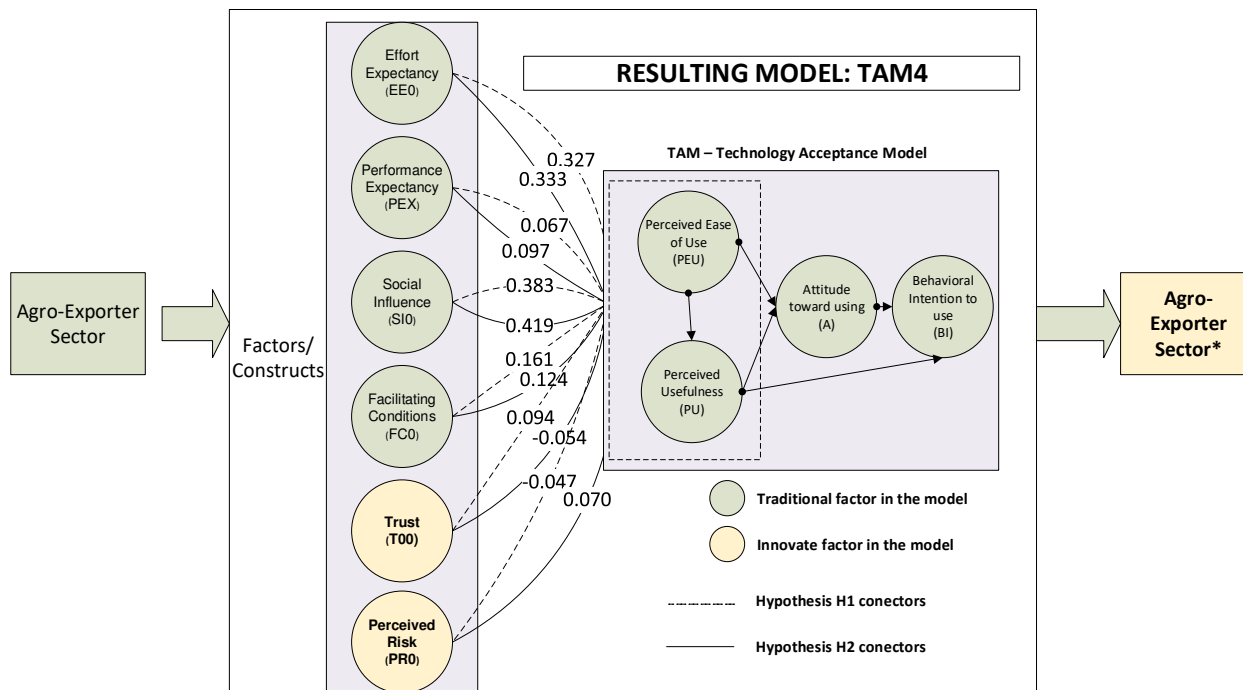 Agro-Exporter
Sector
Factors/
Constructs
Effort
Expectancy
(EE0)
Performance
Expectancy
(PEX)
Social
Influence
(SI0)
Facilitating
Conditions
(FC0)
Trust
(T00)
Perceived
Risk
(PR0)
0.327
0.333
0.067
0.097
0.383
0.419
0.161
0.124
0.094
-0.054
-0.047
0.070
RESULTING MODEL: TAM4
TAM – Technology Acceptance Model
Perceived Ease
of Use
(PEU)
Perceived
Usefulness
(PU)
Attitude
toward using
(A)
Behavioral
Intention to
use
(BI)
Traditional factor in the model
Innovate factor in the model
Hypothesis H1 conectors
Hypothesis H2 conectors
Agro-
Exporter
Sector*